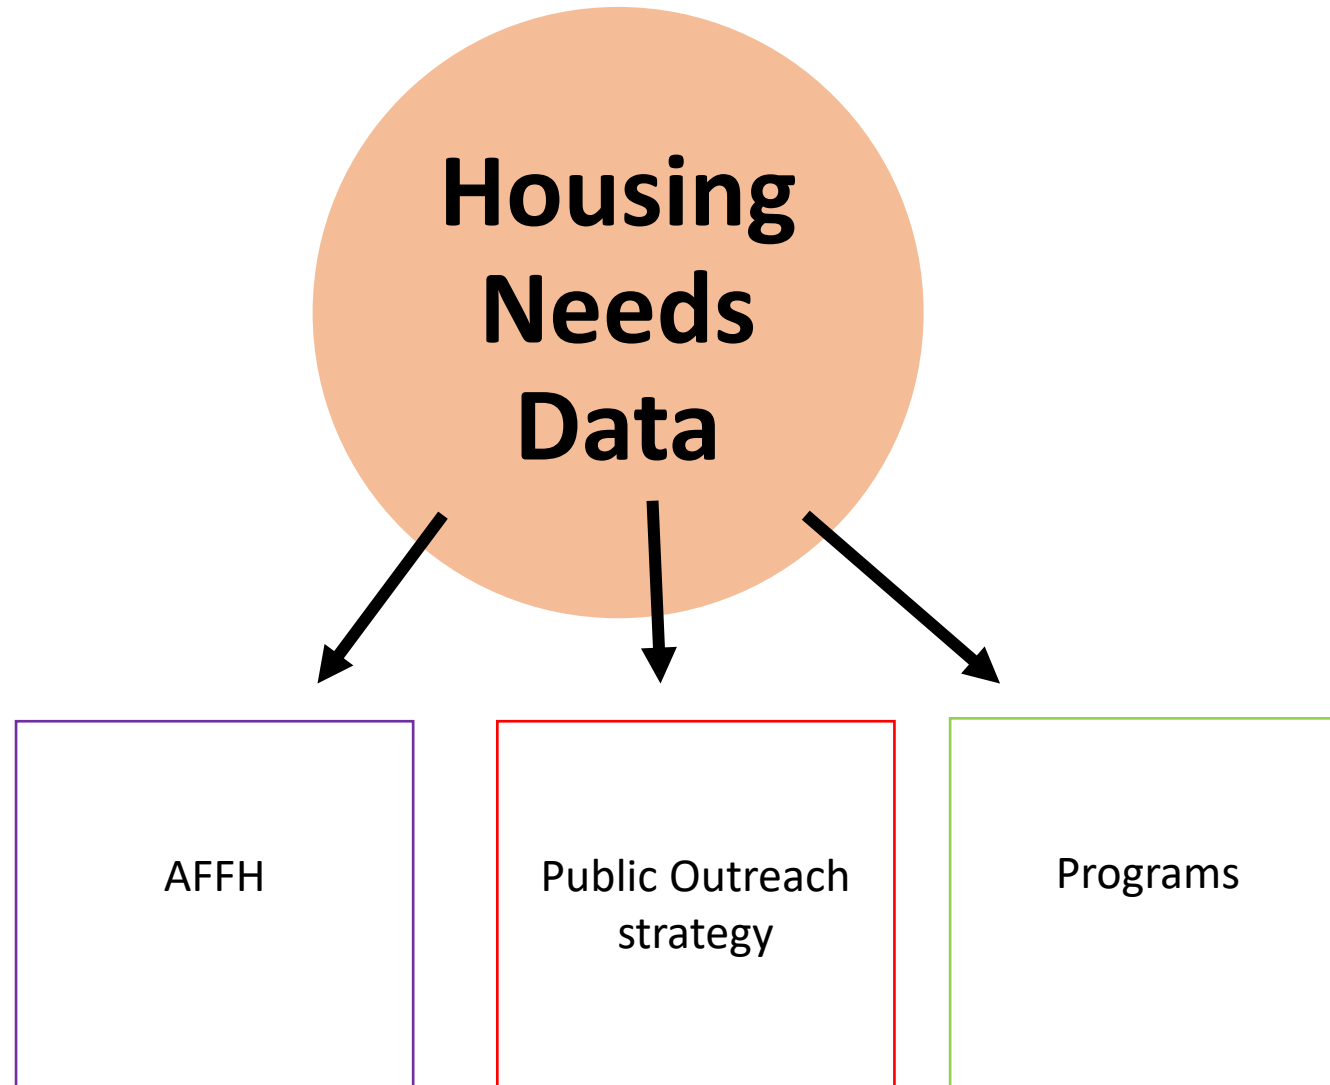 Housing
Needs
Data
AFFH
Public Outreach
strategy
Programs